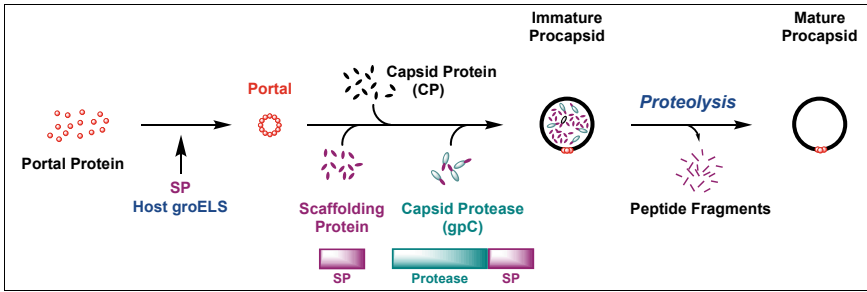 Immature
Procapsid
Mature
Procapsid
Capsid Protein
(CP)
Portal
Proteolysis
Portal Protein
SP
Host groELS
Scaffolding
Protein
Capsid Protease
(gpC)
Peptide Fragments
SP
Protease
SP